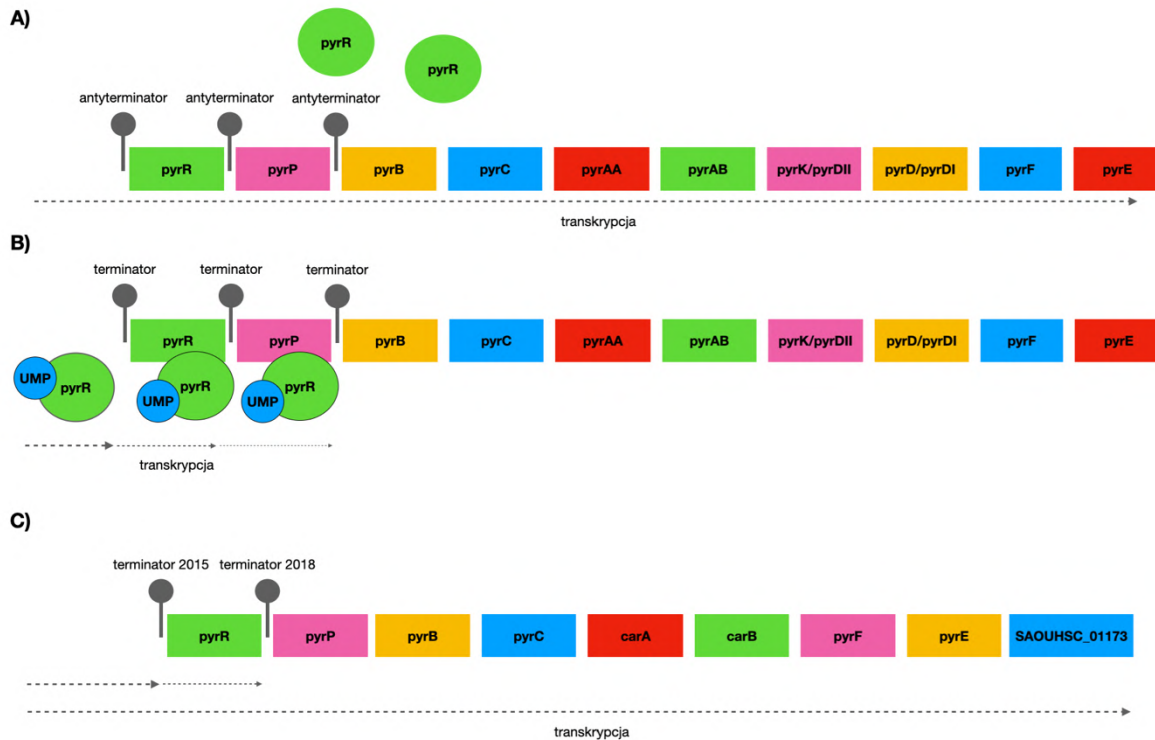 A)
pyrR
pyrR
antyterminator antyterminator antyterminator
pyrR pyrP pyrB pyrC pyrAA pyrAB pyrK/pyrDII pyrD/pyrDI pyrF pyrE
transkrypcja
B)
terminator terminator terminator
pyrR pyrP pyrB pyrC pyrAA pyrAB pyrK/pyrDII pyrD/pyrDI pyrF pyrE
UMP pyrR UMP pyrR UMP pyrR
transkrypcja
C)
terminator 2015 terminator 2018
pyrR pyrP pyrB pyrC carA carB pyrF pyrE SAOUHSC_01173
transkrypcja